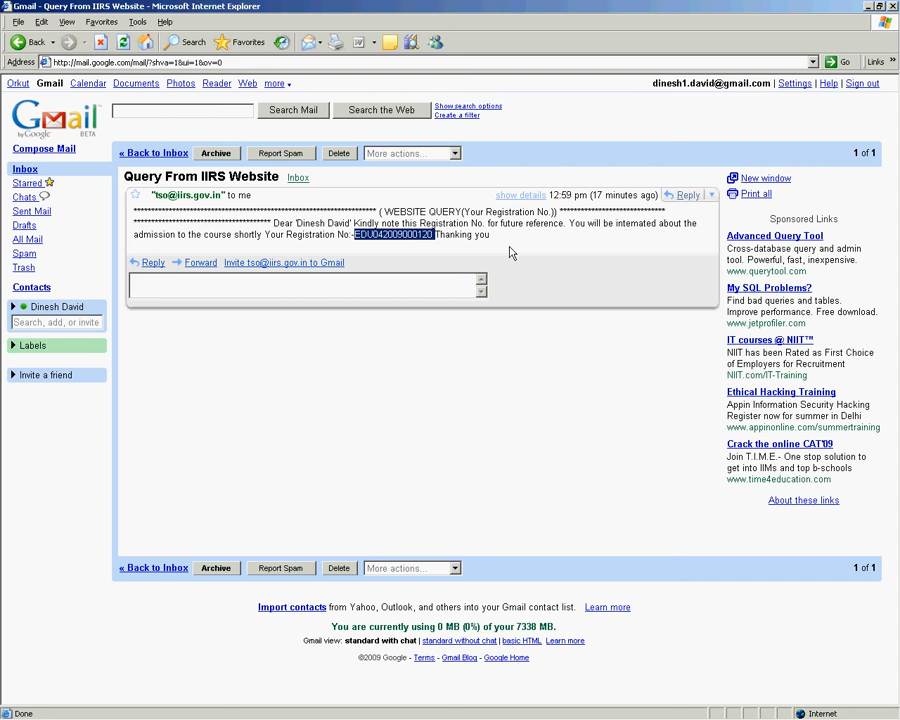 Gmail - Query From IIRS Website - Microsoft Internet Explorer
File Edit View Favorites Tools Help
Back Search Favorites
Address http://mail.google.com/mail/?shva=1&ui=1&ov=0 Go Links »
Orkut Gmail Calendar Documents Photos Reader Web more ▾ dinesh1.david@gmail.com | Settings | Help | Sign out
Gmail
by Google BETA
Search Mail Search the Web Show search options
Create a filter
Compose Mail
Inbox
Starred
Chats
Sent Mail
Drafts
All Mail
Spam
Trash
Contacts
Dinesh David
Search, add, or invite
Labels
Invite a friend
« Back to Inbox Archive Report Spam Delete More actions... 1 of 1
Query From IIRS Website Inbox
"tso@iirs.gov.in" to me show details 12:59 pm (17 minutes ago) Reply
( WEBSITE QUERY(Your Registration No.))
Dear 'Dinesh David' Kindly note this Registration No. for future reference. You will be intemated about the
admission to the course shortly Your Registration No:-EDU042009000120 Thanking you
Reply Forward Invite tso@iirs.gov.in to Gmail
New window
Print all
Sponsored Links
Advanced Query Tool
Cross-database query and admin
tool. Powerful, fast, inexpensive.
www.querytool.com
My SQL Problems?
Find bad queries and tables.
Improve performance. Free download.
www.jetprofiler.com
IT courses @ NIIT™
NIIT has been Rated as First Choice
of Employers for Recruitment
NIIT.com/IT-Training
Ethical Hacking Training
Appin Information Security Hacking
Register now for summer in Delhi
www.appinonline.com/summertraining
Crack the online CAT'09
Join T.I.M.E.- One stop solution to
get into IIMs and top b-schools
www.time4education.com
About these links
« Back to Inbox Archive Report Spam Delete More actions... 1 of 1
Import contacts from Yahoo, Outlook, and others into your Gmail contact list. Learn more
You are currently using 0 MB (0%) of your 7338 MB.
Gmail view: standard with chat | standard without chat | basic HTML Learn more
©2009 Google - Terms - Gmail Blog - Google Home
Done Internet